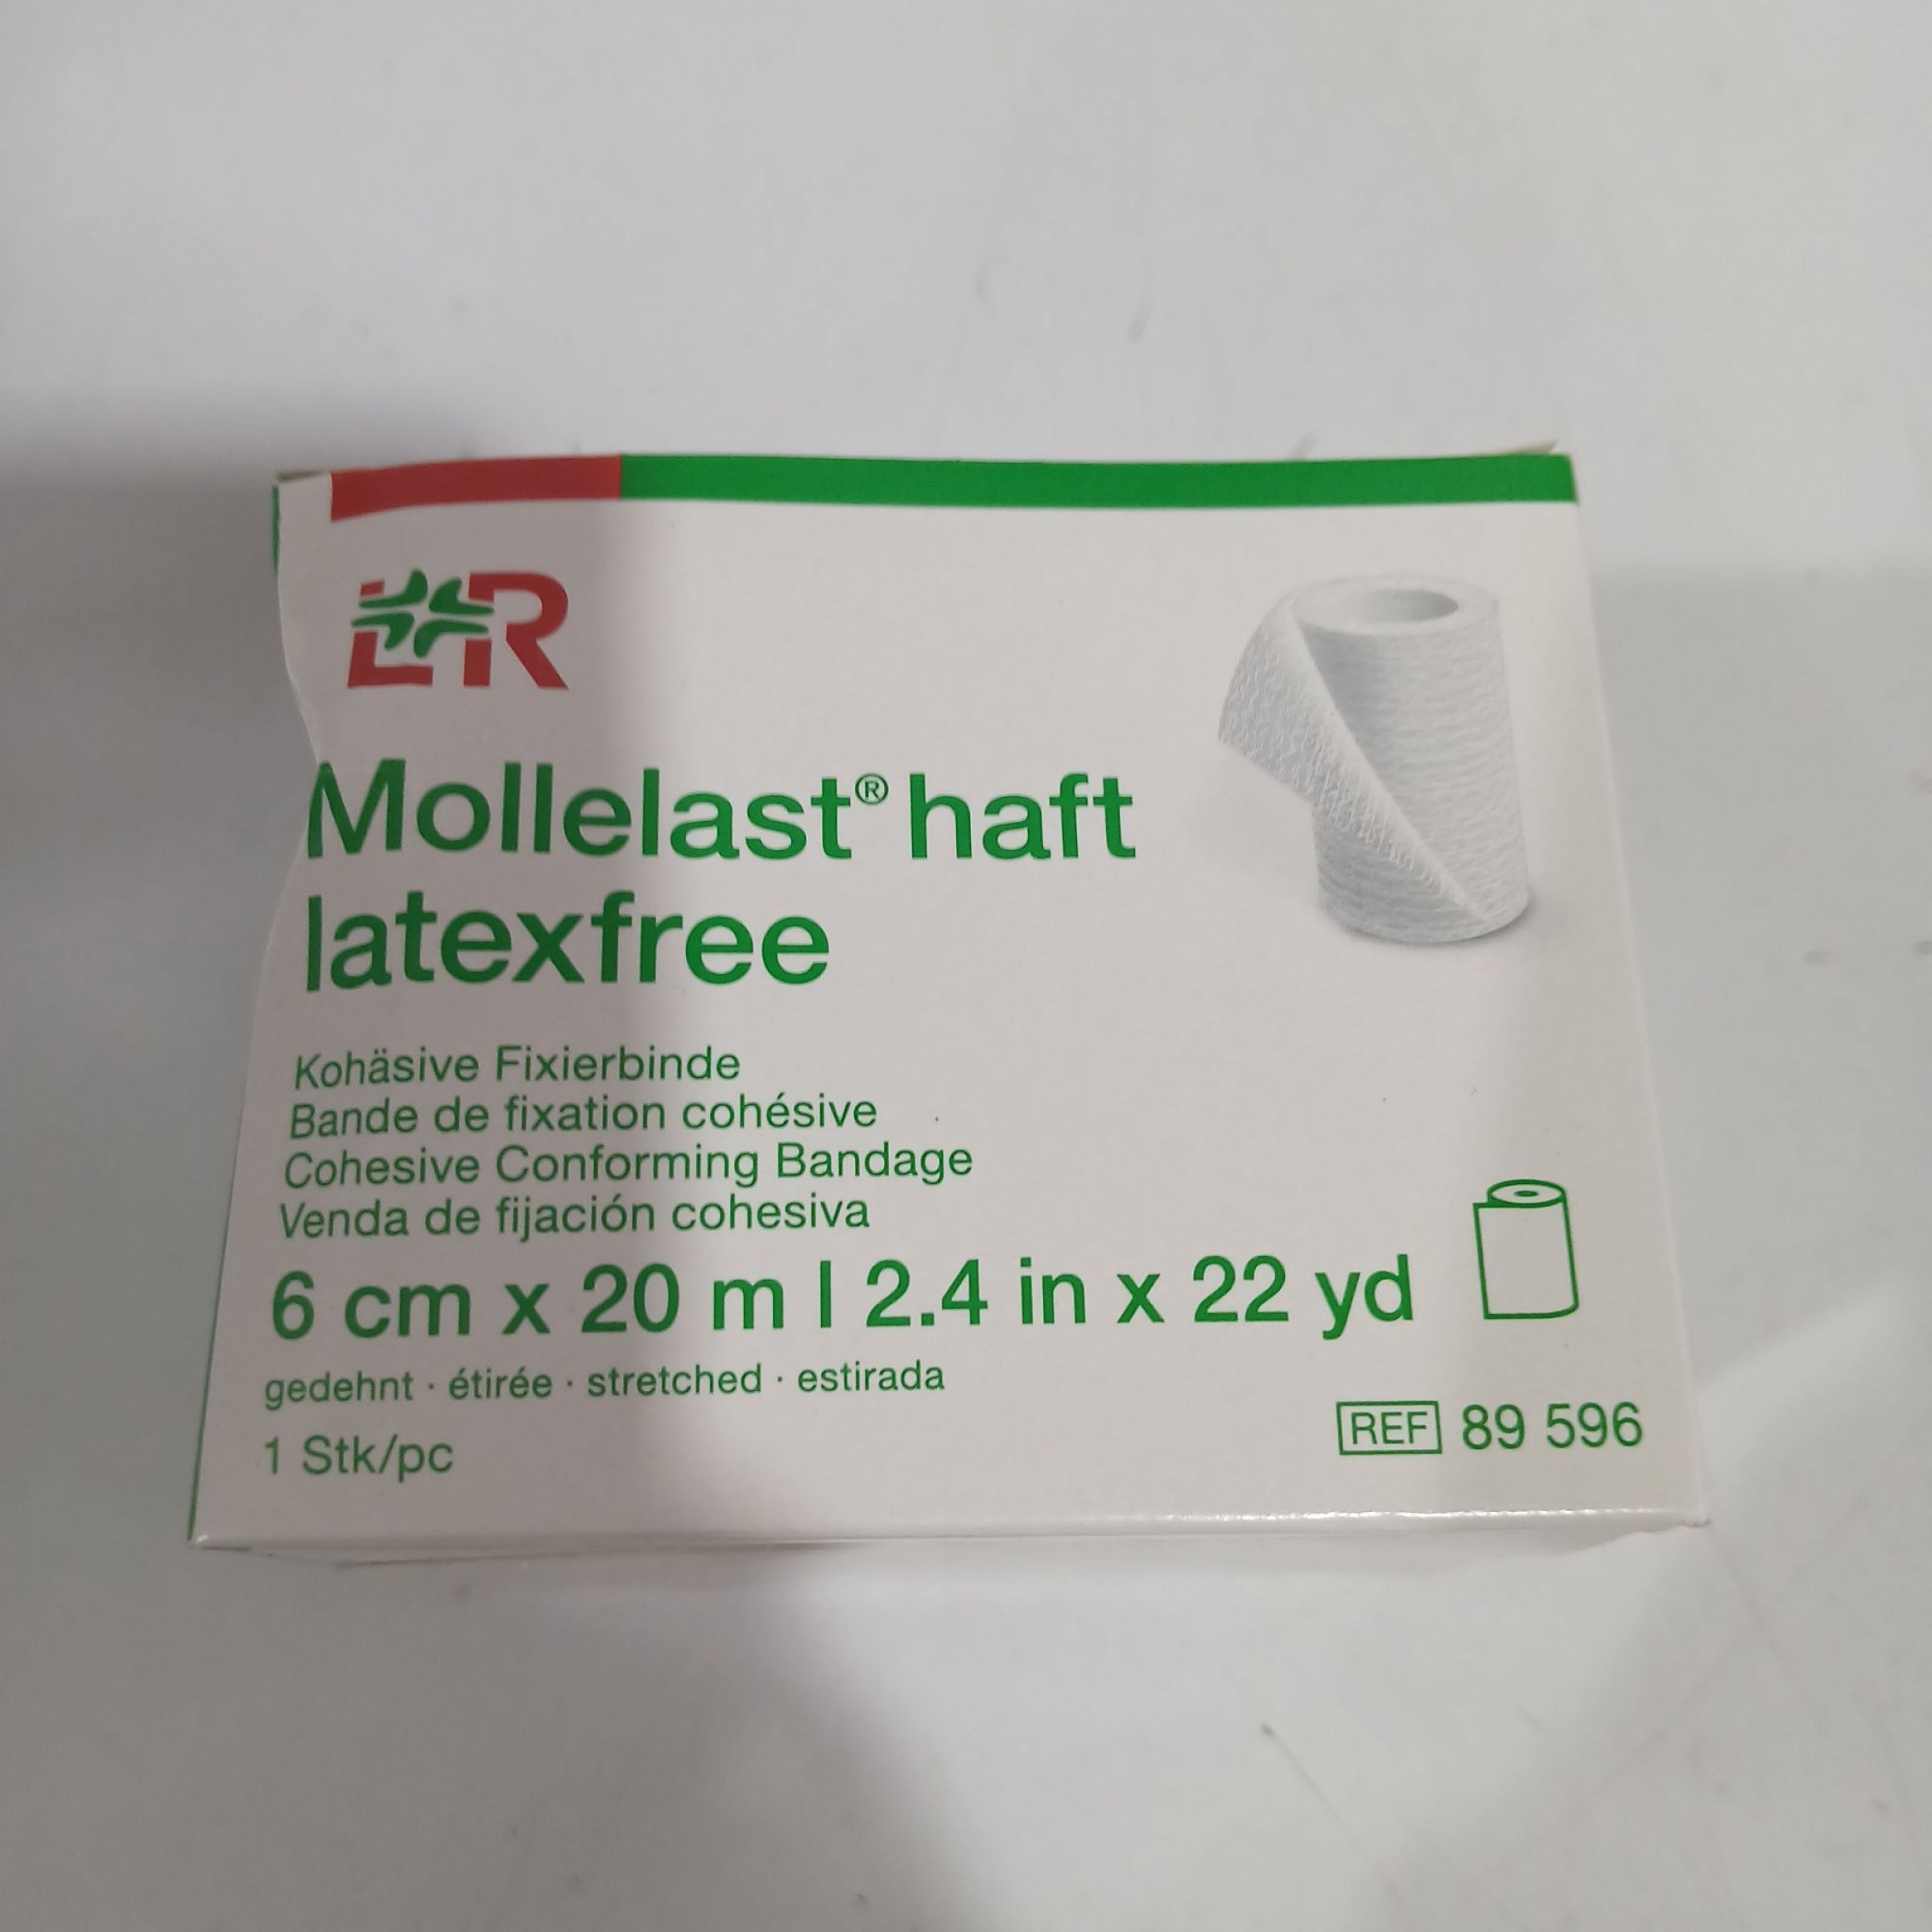 L&R
Mollelast® haft
latexfree
Kohäsive Fixierbinde
Bande de fixation cohésive
Cohesive Conforming Bandage
Venda de fijación cohesiva
6 cm x 20 m | 2.4 in x 22 yd
gedehnt · étirée · stretched · estirada
1 Stk/pc
REF 89 596